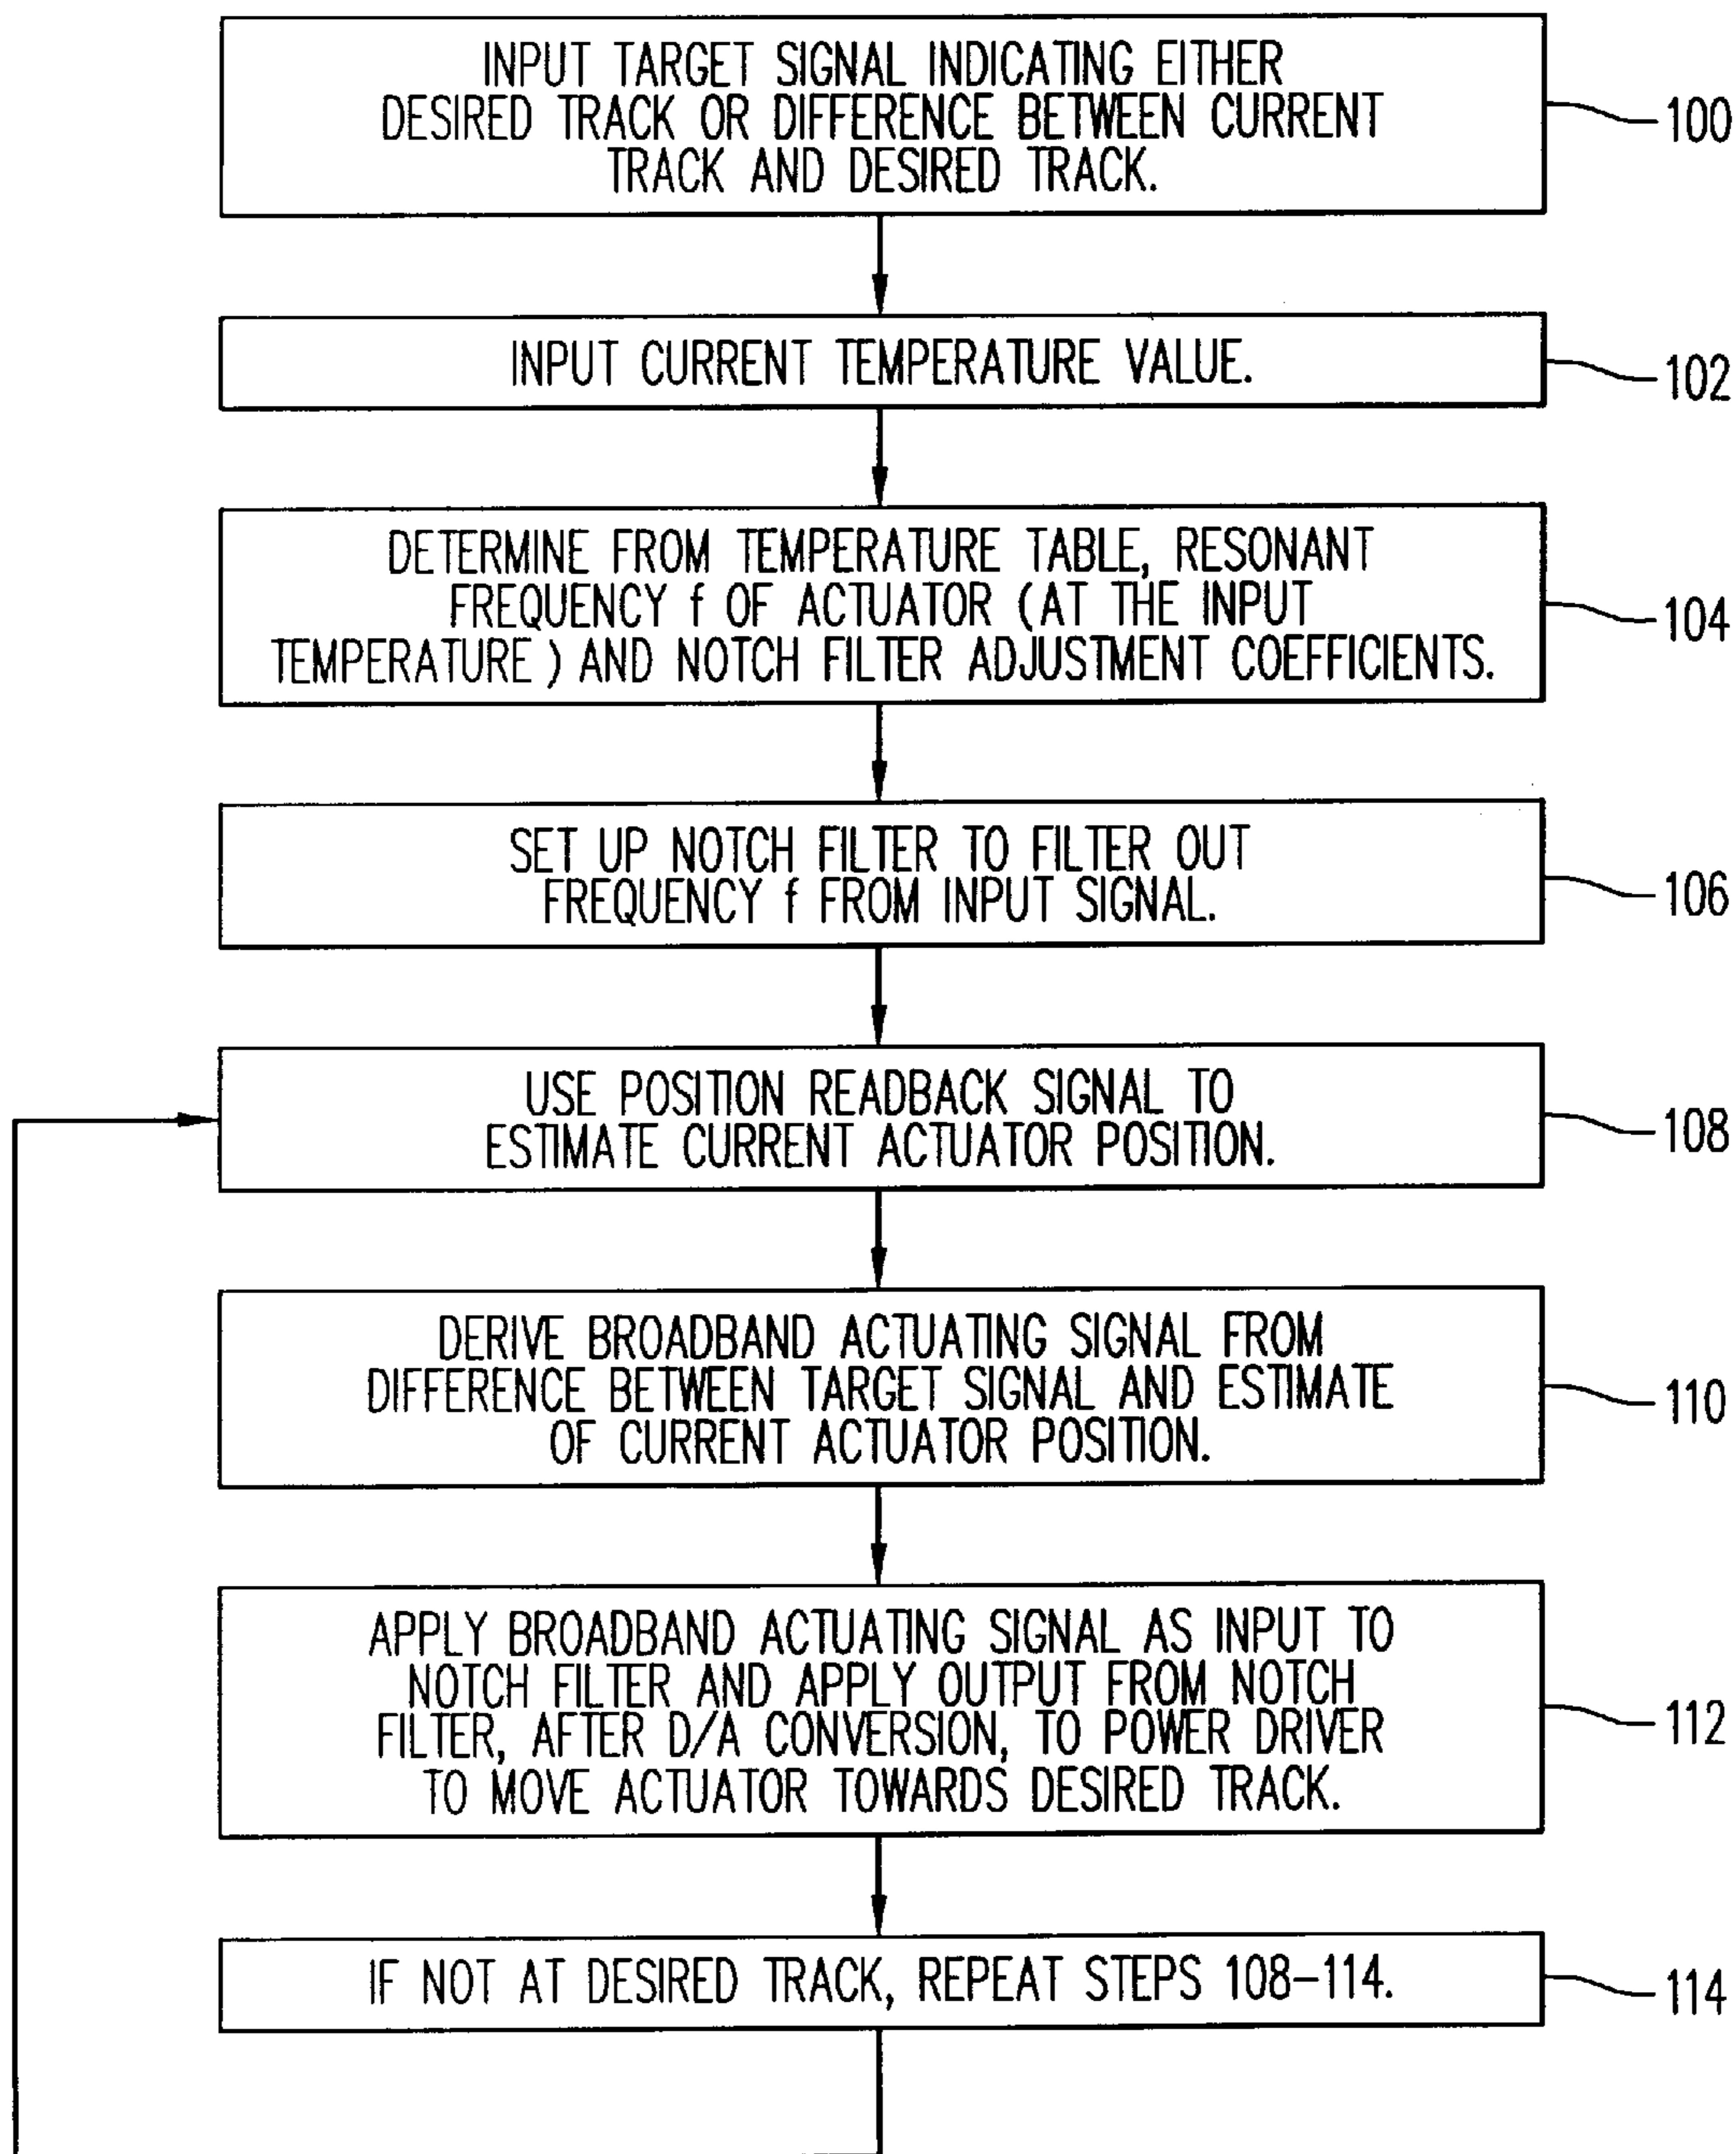 INPUT TARGET SIGNAL INDICATING EITHER
DESIRED TRACK OR DIFFERENCE BETWEEN CURRENT
TRACK AND DESIRED TRACK.
100
INPUT CURRENT TEMPERATURE VALUE.
102
DETERMINE FROM TEMPERATURE TABLE, RESONANT
FREQUENCY f OF ACTUATOR (AT THE INPUT
TEMPERATURE) AND NOTCH FILTER ADJUSTMENT COEFFICIENTS.
104
SET UP NOTCH FILTER TO FILTER OUT
FREQUENCY f FROM INPUT SIGNAL.
106
USE POSITION READBACK SIGNAL TO
ESTIMATE CURRENT ACTUATOR POSITION.
108
DERIVE BROADBAND ACTUATING SIGNAL FROM
DIFFERENCE BETWEEN TARGET SIGNAL AND ESTIMATE
OF CURRENT ACTUATOR POSITION.
110
APPLY BROADBAND ACTUATING SIGNAL AS INPUT TO
NOTCH FILTER AND APPLY OUTPUT FROM NOTCH
FILTER, AFTER D/A CONVERSION, TO POWER DRIVER
TO MOVE ACTUATOR TOWARDS DESIRED TRACK.
112
IF NOT AT DESIRED TRACK, REPEAT STEPS 108-114.
114